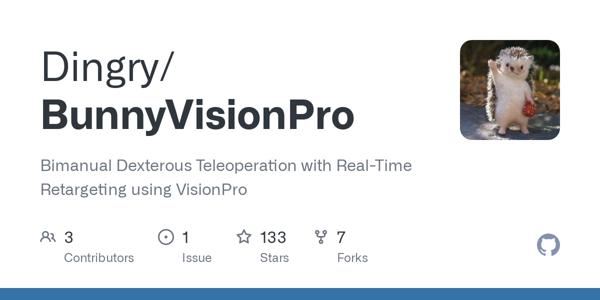 Dingry/
BunnyVisionPro
Bimanual Dexterous Teleoperation with Real-Time
Retargeting using VisionPro
3 1 133 7
Contributors Issue Stars Forks